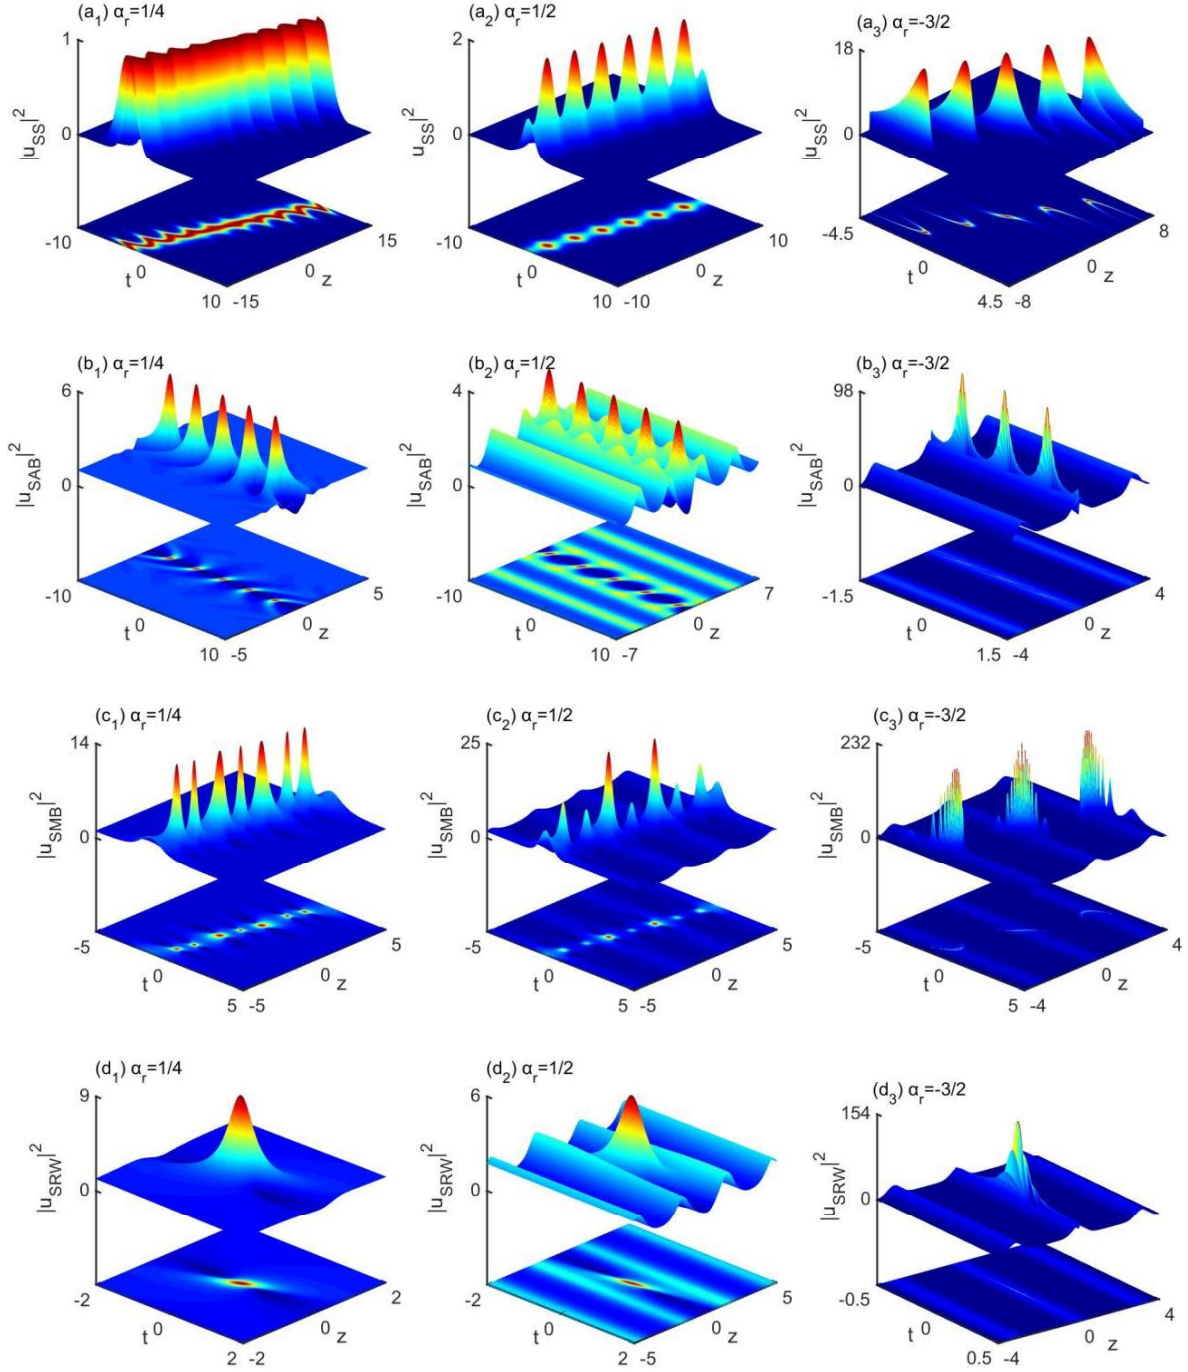 (a1) αr=1/4
(a2) αr=1/2
(a3) αr=-3/2
1
0
|uSS|2
-10
t
0
10
-15
0
z
15
2
0
uSS|2
-10
t
0
10
-10
0
z
10
18
0
|uSS|2
-4.5
t
0
4.5
-8
0
z
8
(b1) αr=1/4
(b2) αr=1/2
(b3) αr=-3/2
6
0
|uSAB|2
-10
t
0
10
-5
0
z
5
4
0
|uSAB|2
-10
t
0
10
-7
0
z
7
98
0
|uSAB|2
-1.5
t
0
1.5
-4
0
z
4
(c1) αr=1/4
(c2) αr=1/2
(c3) αr=-3/2
14
0
|uSMB|2
-5
t
0
5
-5
0
z
5
25
0
|uSMB|2
-5
t
0
5
-5
0
z
5
232
0
|uSMB|2
-5
t
0
5
-4
0
z
4
(d1) αr=1/4
(d2) αr=1/2
(d3) αr=-3/2
9
0
|uSRW|2
-2
t
0
2
-2
0
z
2
6
0
|uSRW|2
-2
t
0
2
-5
0
z
5
154
0
|uSRW|2
-0.5
t
0
0.5
-4
0
z
4